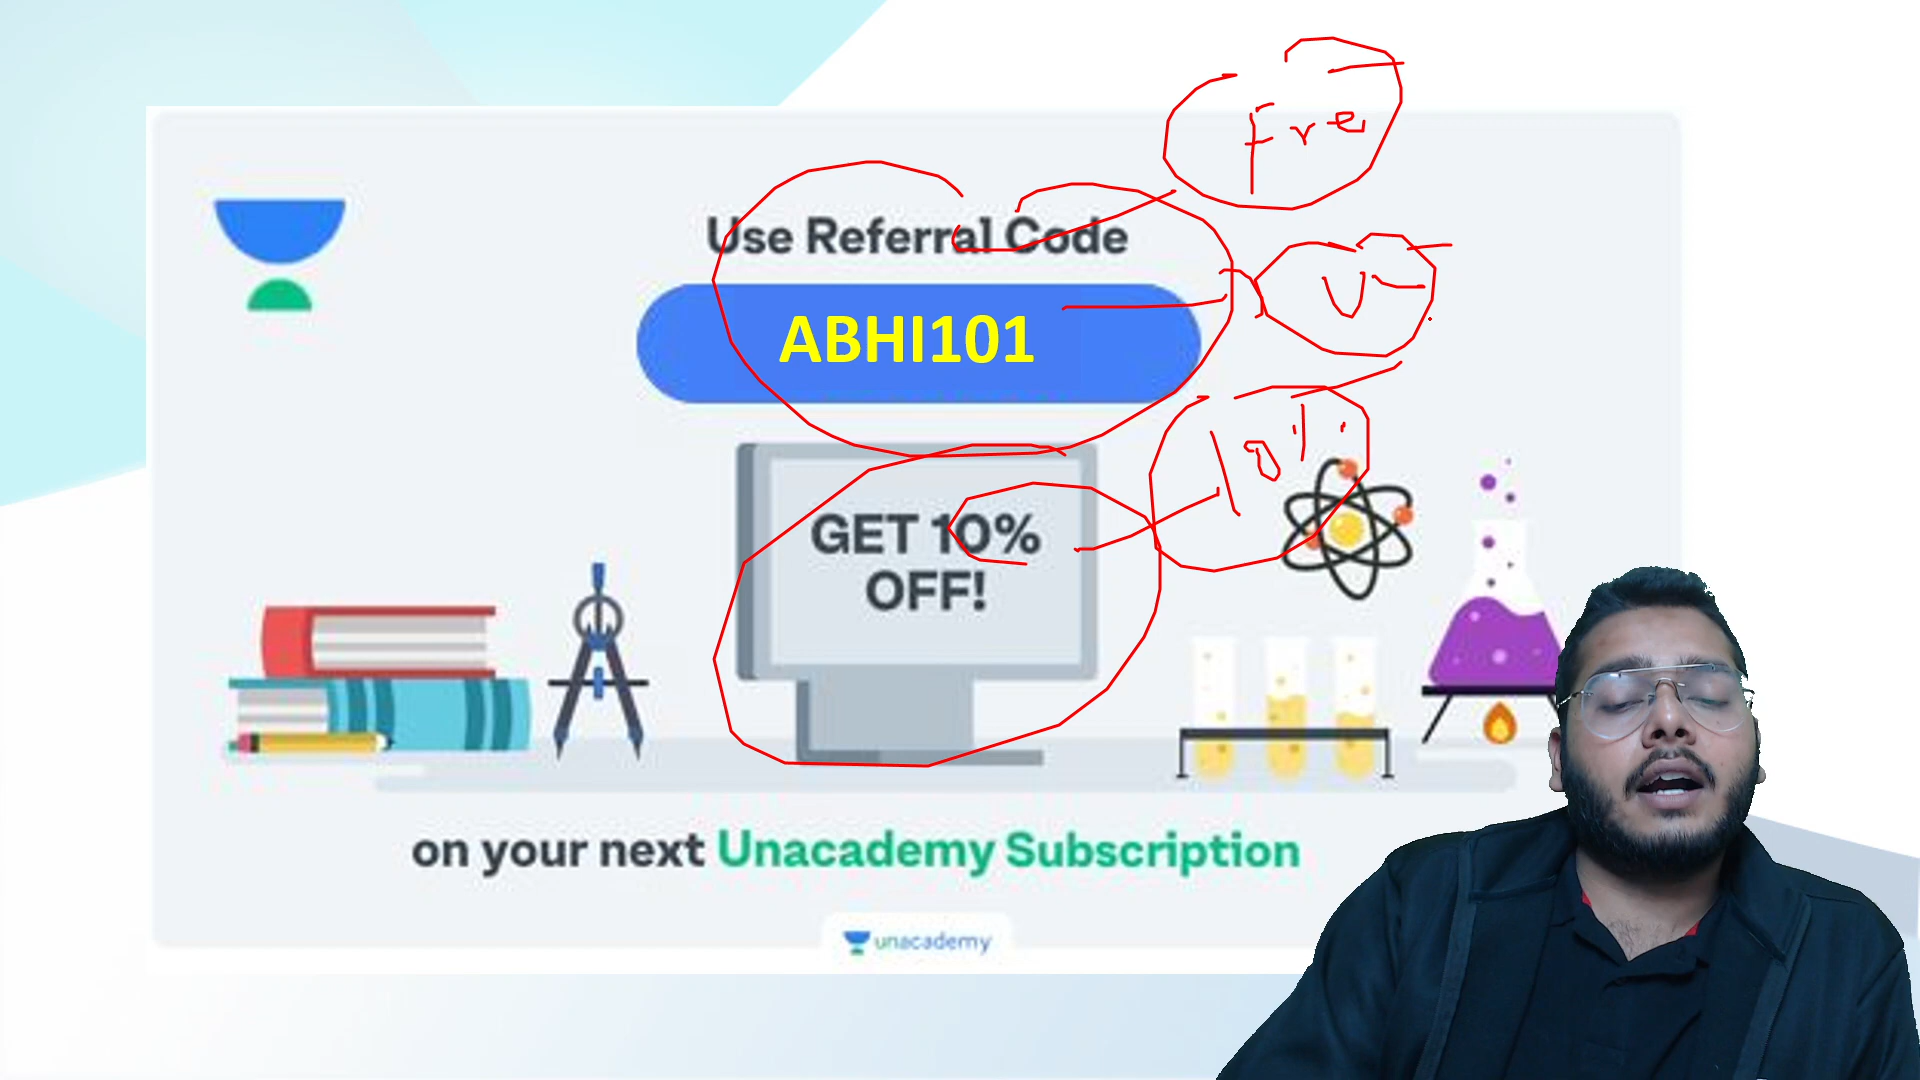 Fre
Use Referral Code
ABHI101
10%
GET 10%
OFF!
on your next Unacademy Subscription
unacademy